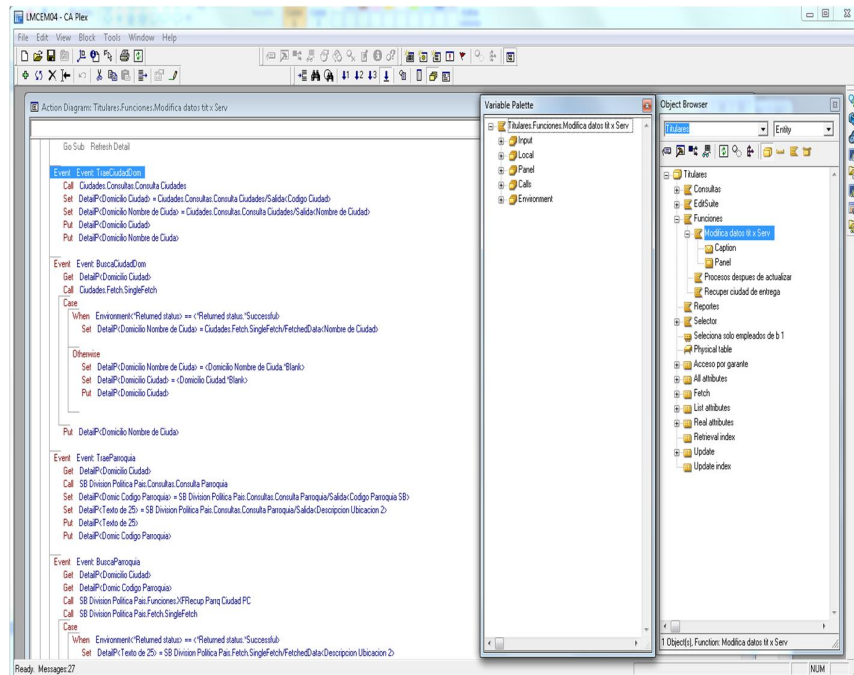 LMCEM04 - CA Plex
File Edit View Block Tools Window Help
Action Diagram: Titulares.Funciones.Modifica datos tit x Serv
Go Sub Refresh Detail
Event Event: TraeCiudadDom
Call Ciudades.Consultas.Consulta Ciudades
Set DetailP<Domicilio Ciudad> = Ciudades.Consultas.Consulta Ciudades/Salida<Codigo Ciudad>
Set DetailP<Domicilio Nombre de Ciuda> = Ciudades.Consultas.Consulta Ciudades/Salida<Nombre de Ciudad>
Put DetailP<Domicilio Ciudad>
Put DetailP<Domicilio Nombre de Ciuda>
Event Event: BuscaCiudadDom
Get DetailP<Domicilio Ciudad>
Call Ciudades.Fetch.SingleFetch
Case
When Environment<*Returned status> == <*Returned status.*Successful>
Set DetailP<Domicilio Nombre de Ciuda> = Ciudades.Fetch.SingleFetch/FetchedData<Nombre de Ciudad>
Otherwise
Set DetailP<Domicilio Nombre de Ciuda> = <Domicilio Nombre de Ciuda.*Blank>
Set DetailP<Domicilio Ciudad> = <Domicilio Ciudad.*Blank>
Put DetailP<Domicilio Ciudad>
Put DetailP<Domicilio Nombre de Ciuda>
Event Event: TraeParroquia
Get DetailP<Domicilio Ciudad>
Call SB Division Politica Pais.Consultas.Consulta Parroquia
Set DetailP<Domic Codigo Parroquia> = SB Division Politica Pais.Consultas.Consulta Parroquia/Salida<Codigo Parroquia SB>
Set DetailP<Texto de 25> = SB Division Politica Pais.Consultas.Consulta Parroquia/Salida<Descripcion Ubicacion 2>
Put DetailP<Texto de 25>
Put DetailP<Domic Codigo Parroquia>
Event Event: BuscaParroquia
Get DetailP<Domicilio Ciudad>
Get DetailP<Domic Codigo Parroquia>
Call SB Division Politica Pais.Funciones.XFRecup Parrq Ciudad PC
Call SB Division Politica Pais.Fetch.SingleFetch
Case
When Environment<*Returned status> == <*Returned status.*Successful>
Set DetailP<Texto de 25> = SB Division Politica Pais.Fetch.SingleFetch/FetchedData<Descripcion Ubicacion 2>
Variable Palette
Titulares.Funciones.Modifica datos tit x Serv
Input
Local
Panel
Calls
Environment
Object Browser
Titulares Entity
Titulares
Consultas
EditSuite
Funciones
Modifica datos tit x Serv
Caption
Panel
Procesos despues de actualizar
Recuper ciudad de entrega
Reportes
Selector
Seleciona solo empleados de b 1
Physical table
Acceso por garante
All attributes
Fetch
List attributes
Real attributes
Retrieval index
Update
Update index
1 Object(s), Function: Modifica datos tit x Serv
Ready. Messages:27
NUM